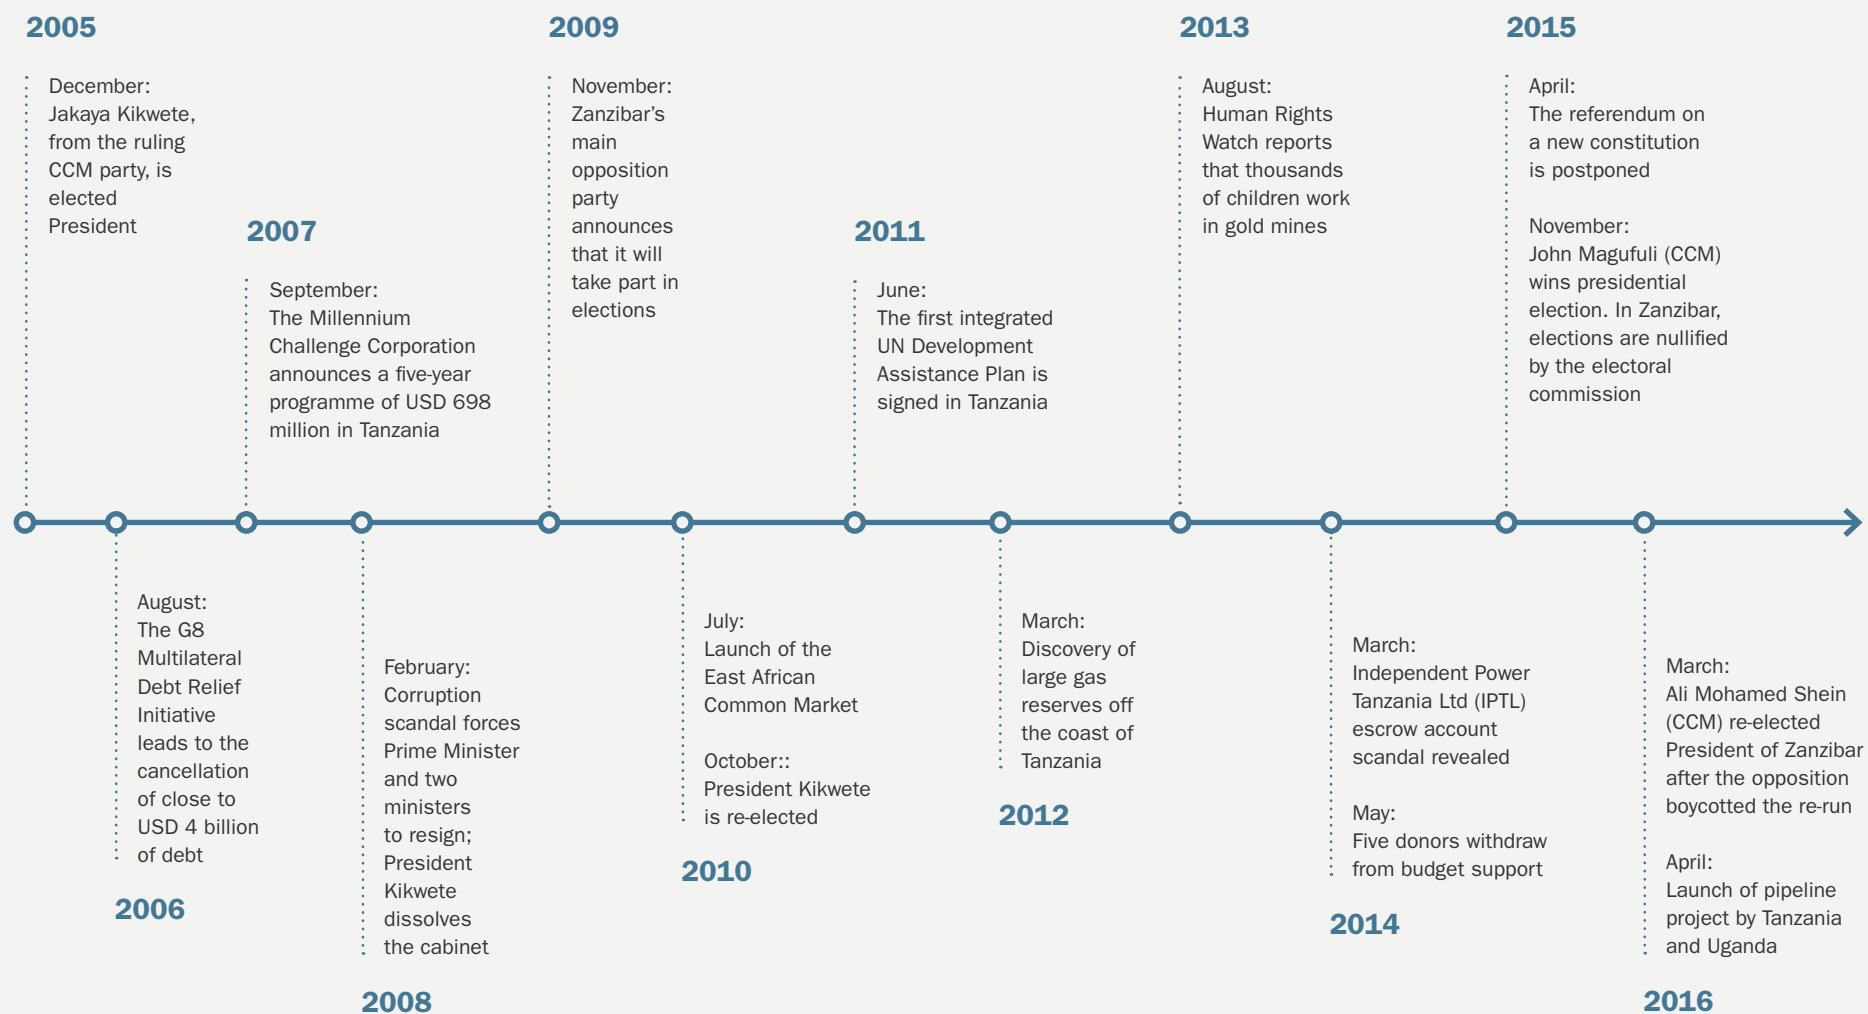 2005
December:
Jakaya Kikwete,
from the ruling
CCM party, is
elected
President
August:
The G8
Multilateral
Debt Relief
Initiative
leads to the
cancellation
of close to
USD 4 billion
of debt
2006
2007
September:
The Millennium
Challenge Corporation
announces a five-year
programme of USD 698
million in Tanzania
February:
Corruption
scandal forces
Prime Minister
and two
ministers
to resign;
President
Kikwete
dissolves
the cabinet
2008
2009
November:
Zanzibar’s
main
opposition
party
announces
that it will
take part in
elections
July:
Launch of the
East African
Common Market
October::
President Kikwete
is re-elected
2010
2011
June:
The first integrated
UN Development
Assistance Plan is
signed in Tanzania
March:
Discovery of
large gas
reserves off
the coast of
Tanzania
2012
2013
August:
Human Rights
Watch reports
that thousands
of children work
in gold mines
March:
Independent Power
Tanzania Ltd (IPTL)
escrow account
scandal revealed
May:
Five donors withdraw
from budget support
2014
2015
April:
The referendum on
a new constitution
is postponed
November:
John Magufuli (CCM)
wins presidential
election. In Zanzibar,
elections are nullified
by the electoral
commission
March:
Ali Mohamed Shein
(CCM) re-elected
President of Zanzibar
after the opposition
boycotted the re-run
April:
Launch of pipeline
project by Tanzania
and Uganda
2016